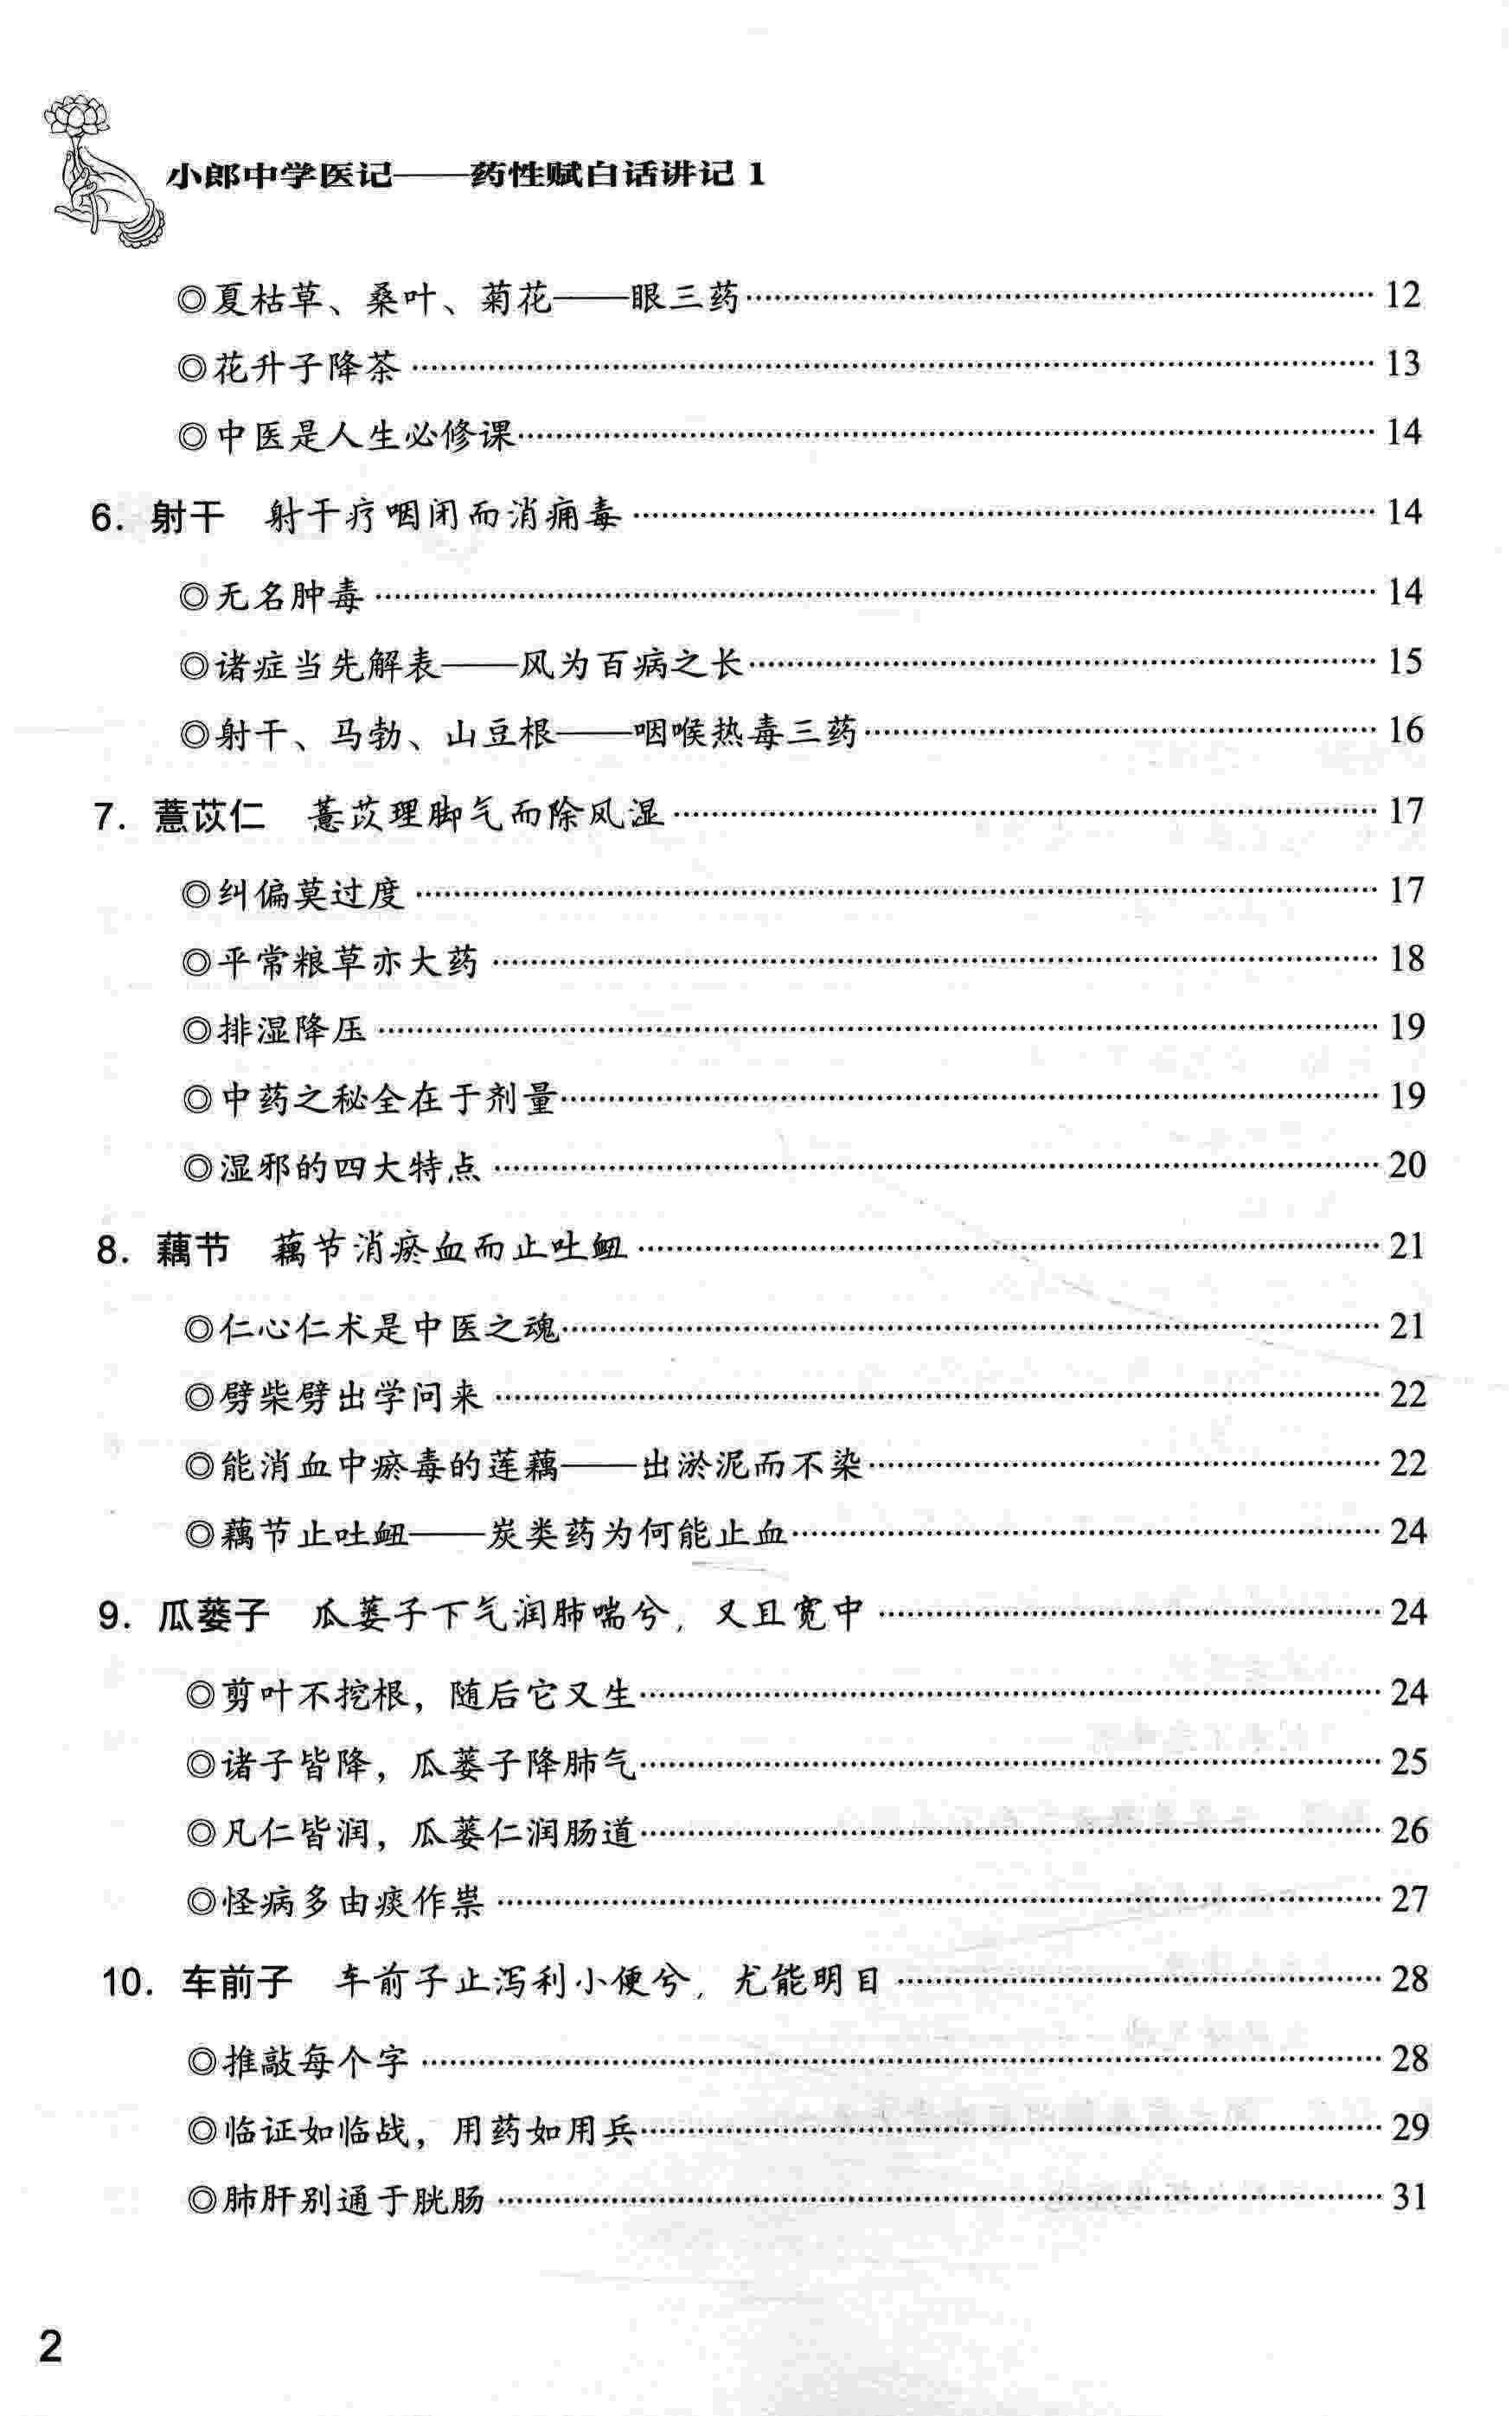 小郎中学医记——药性赋白话讲记 1
◎夏枯草、桑叶、菊花——眼三药……12
◎花升子降茶……13
◎中医是人生必修课……14
6. 射干 射干疗咽闭而消痈毒……14
◎无名肿毒……14
◎诸症当先解表——风为百病之长……15
◎射干、马勃、山豆根——咽喉热毒三药……16
7. 薏苡仁 薏苡理脚气而除风湿……17
◎纠偏莫过度……17
◎平常粮草亦大药……18
◎排湿降压……19
◎中药之秘全在于剂量……19
◎湿邪的四大特点……20
8. 藕节 藕节消瘀血而止吐衄……21
◎仁心仁术是中医之魂……21
◎劈柴劈出学问来……22
◎能消血中瘀毒的莲藕——出淤泥而不染……22
◎藕节止吐衄——炭类药为何能止血……24
9. 瓜蒌子 瓜蒌子下气润肺喘兮，又且宽中……24
◎剪叶不挖根，随后它又生……24
◎诸子皆降，瓜蒌子降肺气……25
◎凡仁皆润，瓜蒌仁润肠道……26
◎怪病多由痰作祟……27
10. 车前子 车前子止泻利小便兮，尤能明目……28
◎推敲每个字……28
◎临证如临战，用药如用兵……29
◎肺肝别通于胱肠……31
2